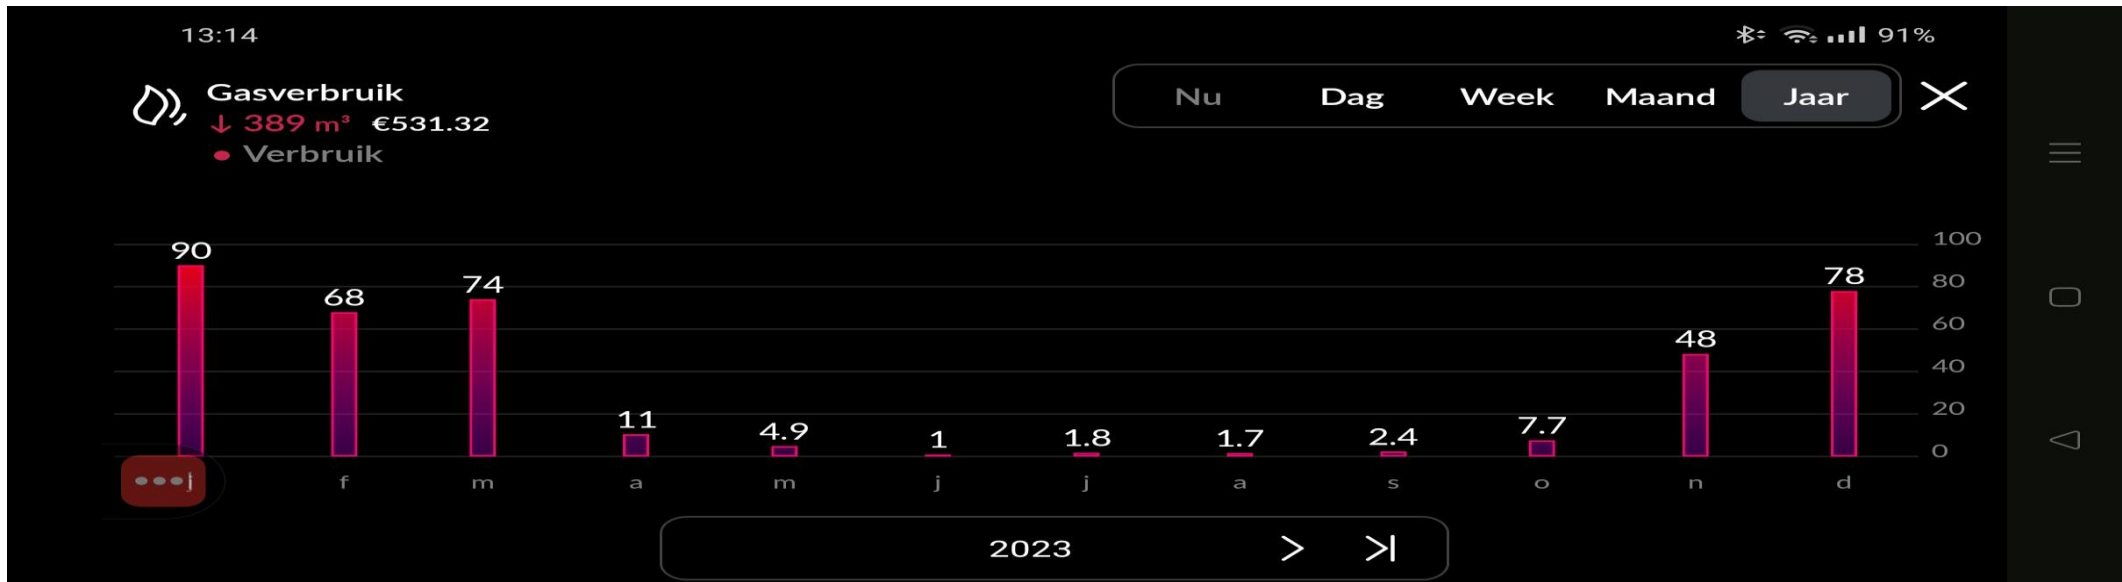 13:14 91%
Gasverbruik
↓ 389 m³ €531.32
Verbruik
Nu Dag Week Maand Jaar
100
80
60
40
20
0
90 68 74 11 4.9 1 1.8 1.7 2.4 7.7 48 78
j f m a m j j a s o n d
2023